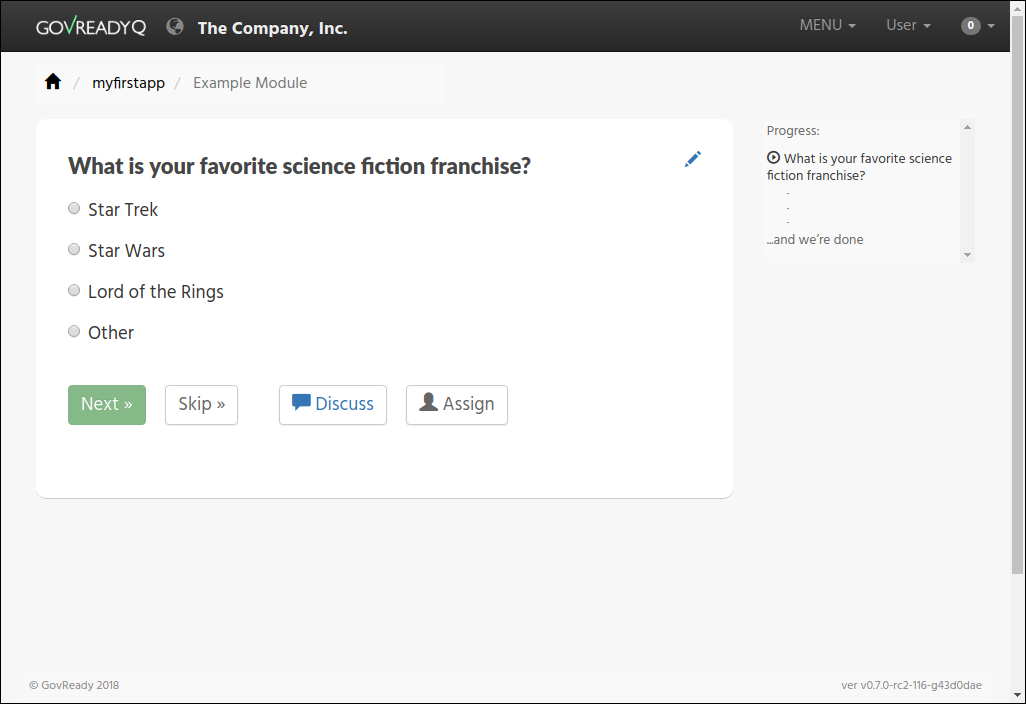 GOVREADYQ The Company, Inc. MENU User 0
/ myfirstapp / Example Module
What is your favorite science fiction franchise?
Star Trek
Star Wars
Lord of the Rings
Other
Next » Skip » Discuss Assign
Progress:
What is your favorite science
fiction franchise?
.
.
.
...and we’re done
© GovReady 2018 ver v0.7.0-rc2-116-g43d0dae